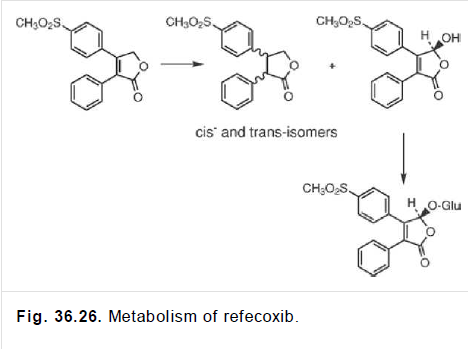 CH3O2S
CH3O2S
CH3O2S
H
OH
O
O
O
O
O
O
+
cis- and trans-isomers
CH3O2S
H
O-Glu
O
O
Fig. 36.26. Metabolism of refecoxib.